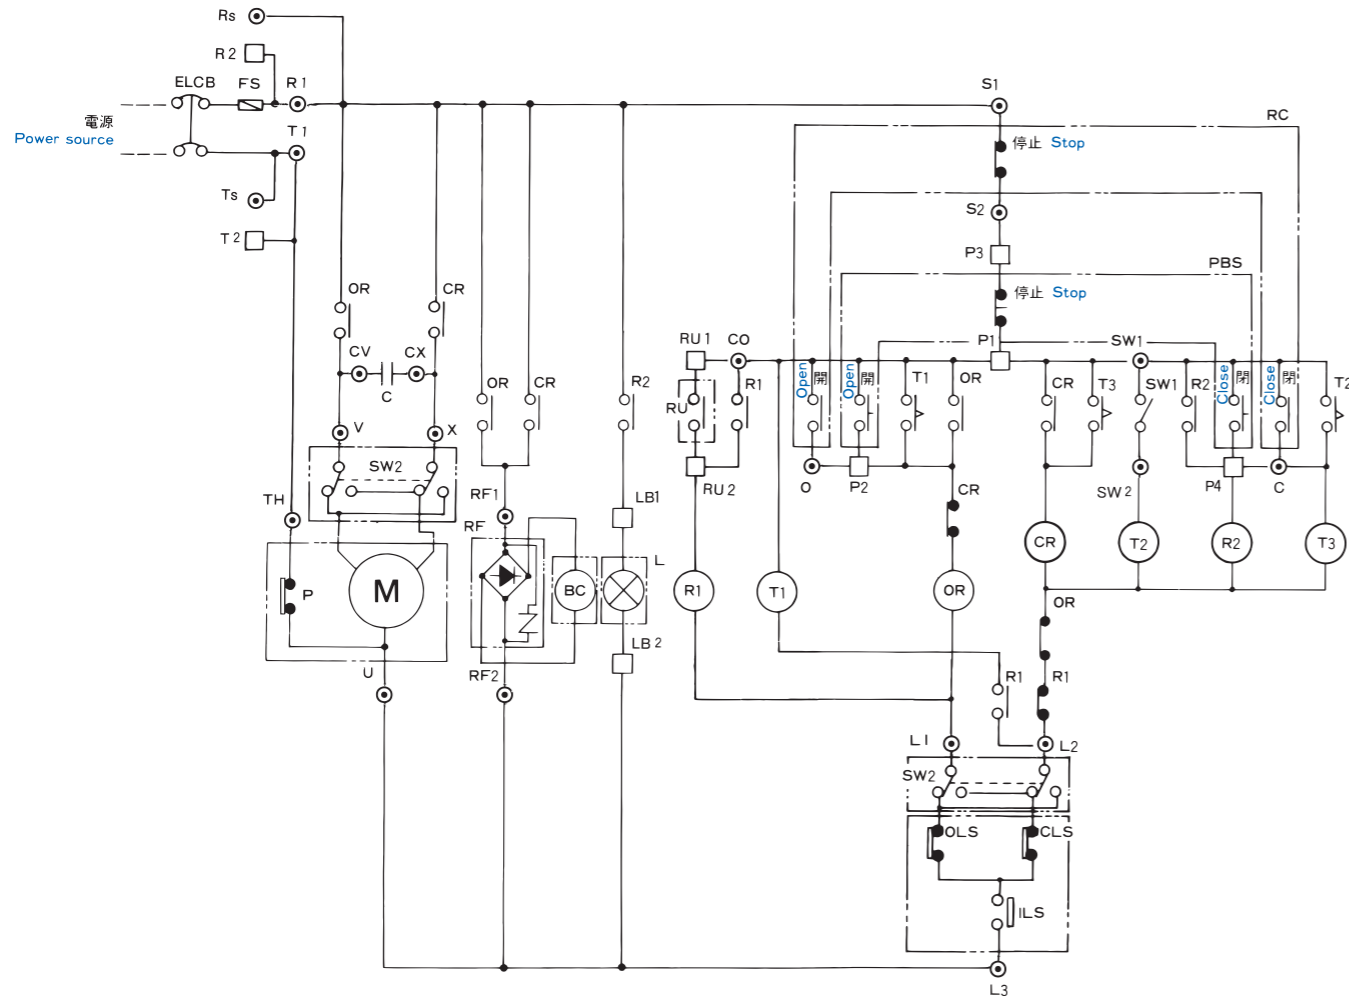 Rs
R2
ELCB FS R1
電源
Power source
T1
Ts
T2
S1
RC
停止 Stop
S2
P3
PBS
停止 Stop
OR CR
CV CX
C
V X
SW2
TH
P
M
U
OR CR
RF1
RF
BC
RF2
R2
LB1
L
LB2
RU1 CO
RU R1
RU2
Open 開
Open 開
T1 OR
P1
SW1
CR T3
SW1
R2
Close 閉
Close 閉
T2
O P2
SW2
P4 C
CR
R1
T1
OR
CR
T2
R2
T3
OR
R1 R1
L1 L2
SW2
OLS CLS
ILS
L3